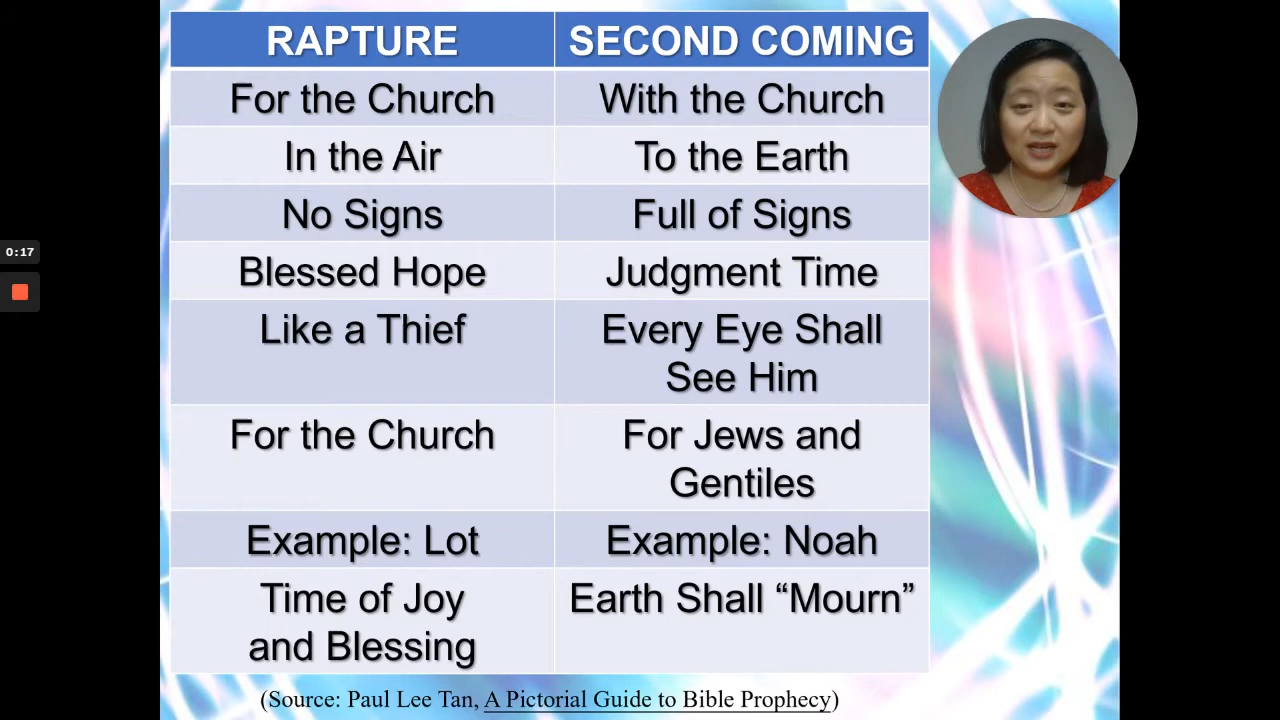 RAPTURE
SECOND COMING
For the Church
With the Church
In the Air
To the Earth
No Signs
Full of Signs
0:17
Blessed Hope
Judgment Time
Like a Thief
Every Eye Shall
See Him
For the Church
For Jews and
Gentiles
Example: Lot
Example: Noah
Time of Joy
and Blessing
Earth Shall “Mourn”
(Source: Paul Lee Tan, A Pictorial Guide to Bible Prophecy)